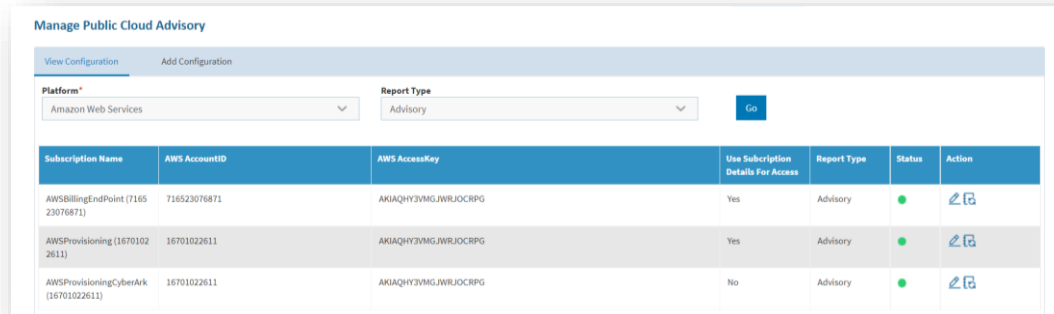 Manage Public Cloud Advisory
View Configuration Add Configuration
Platform* Report Type
Amazon Web Services Advisory Go
Subscription Name AWS AccountID AWS AccessKey Use Subcription Report Type Status Action
Details For Access
AWSBillingEndPoint (7165 716523076871 AKIAQHY3VMGJWRJOCRPG Yes Advisory
23076871)
AWSProvisioning (1670102 16701022611 AKIAQHY3VMGJWRJOCRPG Yes Advisory
2611)
AWSProvisioningCyberArk 16701022611 AKIAQHY3VMGJWRJOCRPG No Advisory
(16701022611)